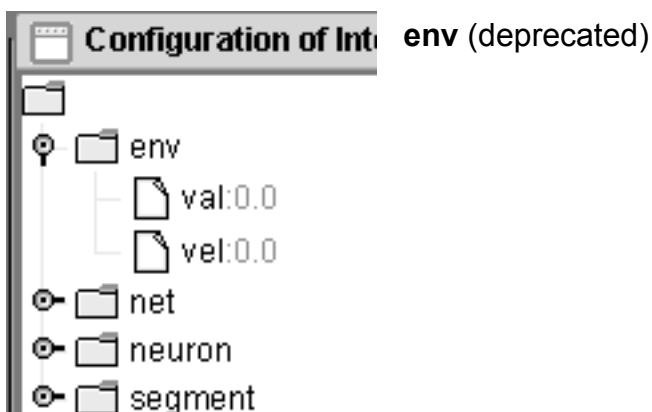 Configuration of Int
env (deprecated)
env
val:0.0
vel:0.0
net
neuron
segment